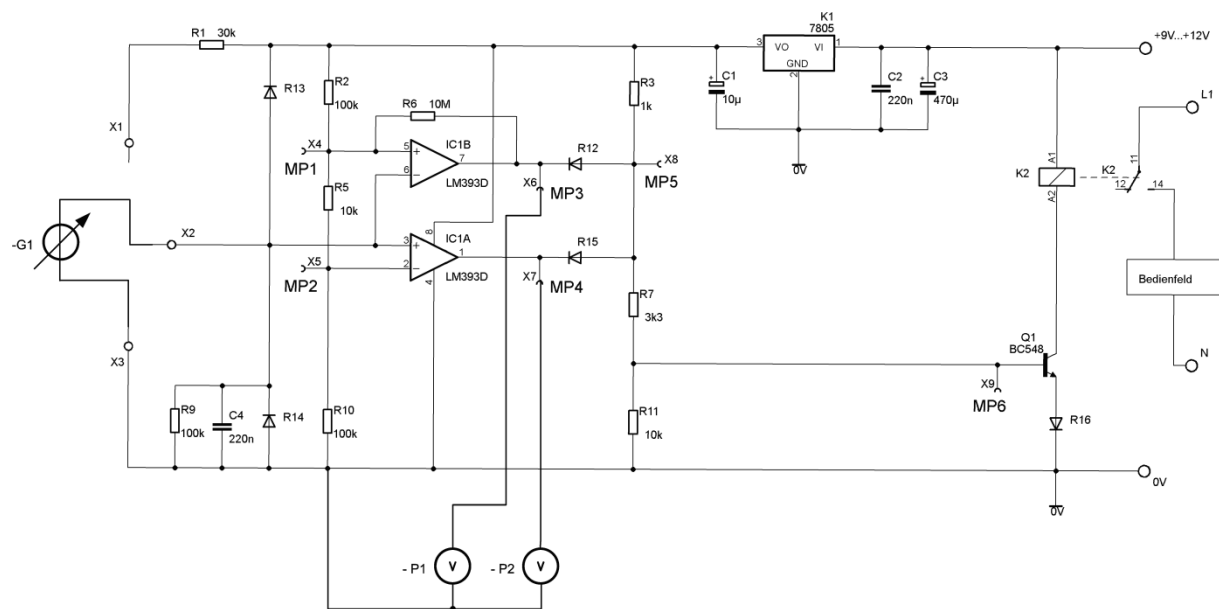 K1
7805
R1 30k
+9V...+12V
3 VO VI 1
GND
2
L1
R13
R2
100k
R3
1k
C1
+
10µ
C2
220n
C3
+
470µ
R6 10M
X1
X4
MP1
5
+
6
–
IC1B
7
LM393D
R12
X8
MP5
0V
X6
MP3
A1
K2
A2
K2
11
12
14
R5
10k
-G1
X2
3
+
2
–
8
4
IC1A
1
LM393D
R15
X5
MP2
X7
MP4
Bedienfeld
R7
3k3
Q1
BC548
X3
N
X9
MP6
R9
100k
C4
220n
R14
R10
100k
R11
10k
R16
0V
0V
- P1
V
- P2
V